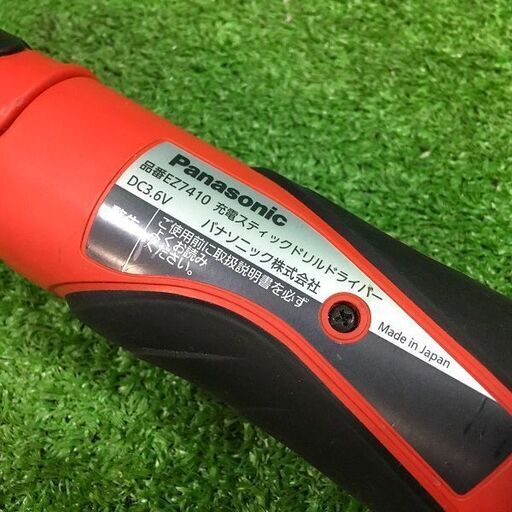 Panasonic
品番EZ7410 充電スティックドリルドライバー
DC3.6V パナソニック株式会社
ご使用前に取扱説明書を必ず
よくお読み
ください。
Made in Japan